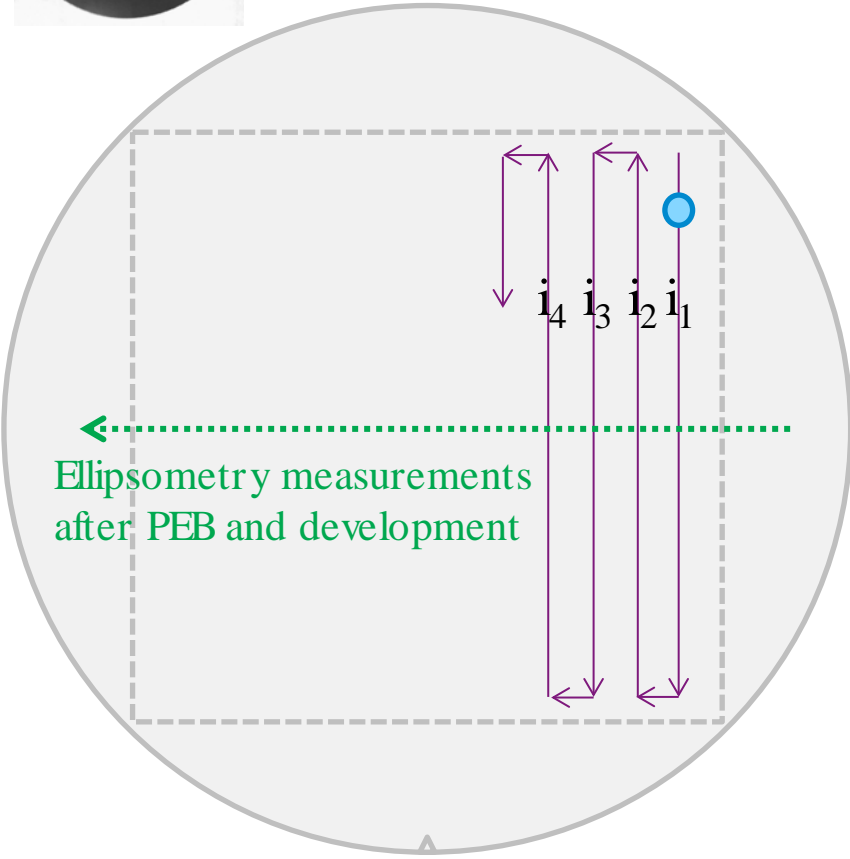 i4 i3 i2 i1
Ellipsometry measurements
after PEB and development